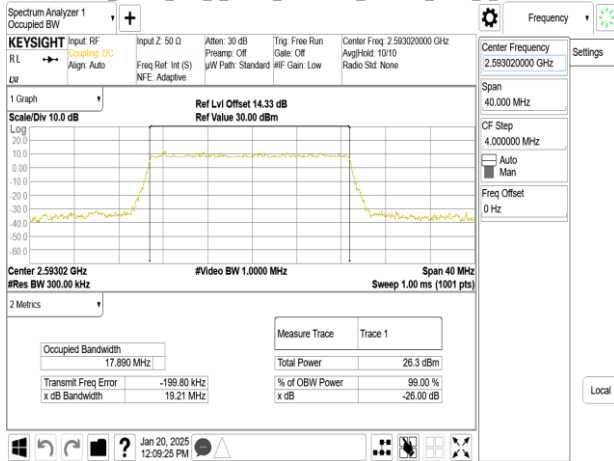 Spectrum Analyzer 1
Occupied BW
Frequency
KEYSIGHT
Input: RF
Input Z: 50 Ω
Atten: 30 dB
Trig: Free Run
Center Freq: 2.593020000 GHz
RL
Coupling: DC
Preamp: Off
Gate: Off
Avg|Hold: 10/10
Align: Auto
Freq Ref: Int (S)
µW Path: Standard
#IF Gain: Low
Radio Std: None
NFE: Adaptive
LXI
Center Frequency
2.593020000 GHz
Settings
Span
40.000 MHz
CF Step
4.000000 MHz
Auto
Man
Freq Offset
0 Hz
Local
1 Graph
Ref Lvl Offset 14.33 dB
Scale/Div 10.0 dB
Ref Value 30.00 dBm
Log
20.0
10.0
0.00
-10.0
-20.0
-30.0
-40.0
-50.0
-60.0
Center 2.59302 GHz
#Video BW 1.0000 MHz
Span 40 MHz
#Res BW 300.00 kHz
Sweep 1.00 ms (1001 pts)
2 Metrics
Measure Trace
Trace 1
Occupied Bandwidth
17.890 MHz
Total Power
26.3 dBm
Transmit Freq Error
-199.80 kHz
% of OBW Power
99.00 %
x dB Bandwidth
19.21 MHz
x dB
-26.00 dB
Jan 20, 2025
12:09:25 PM